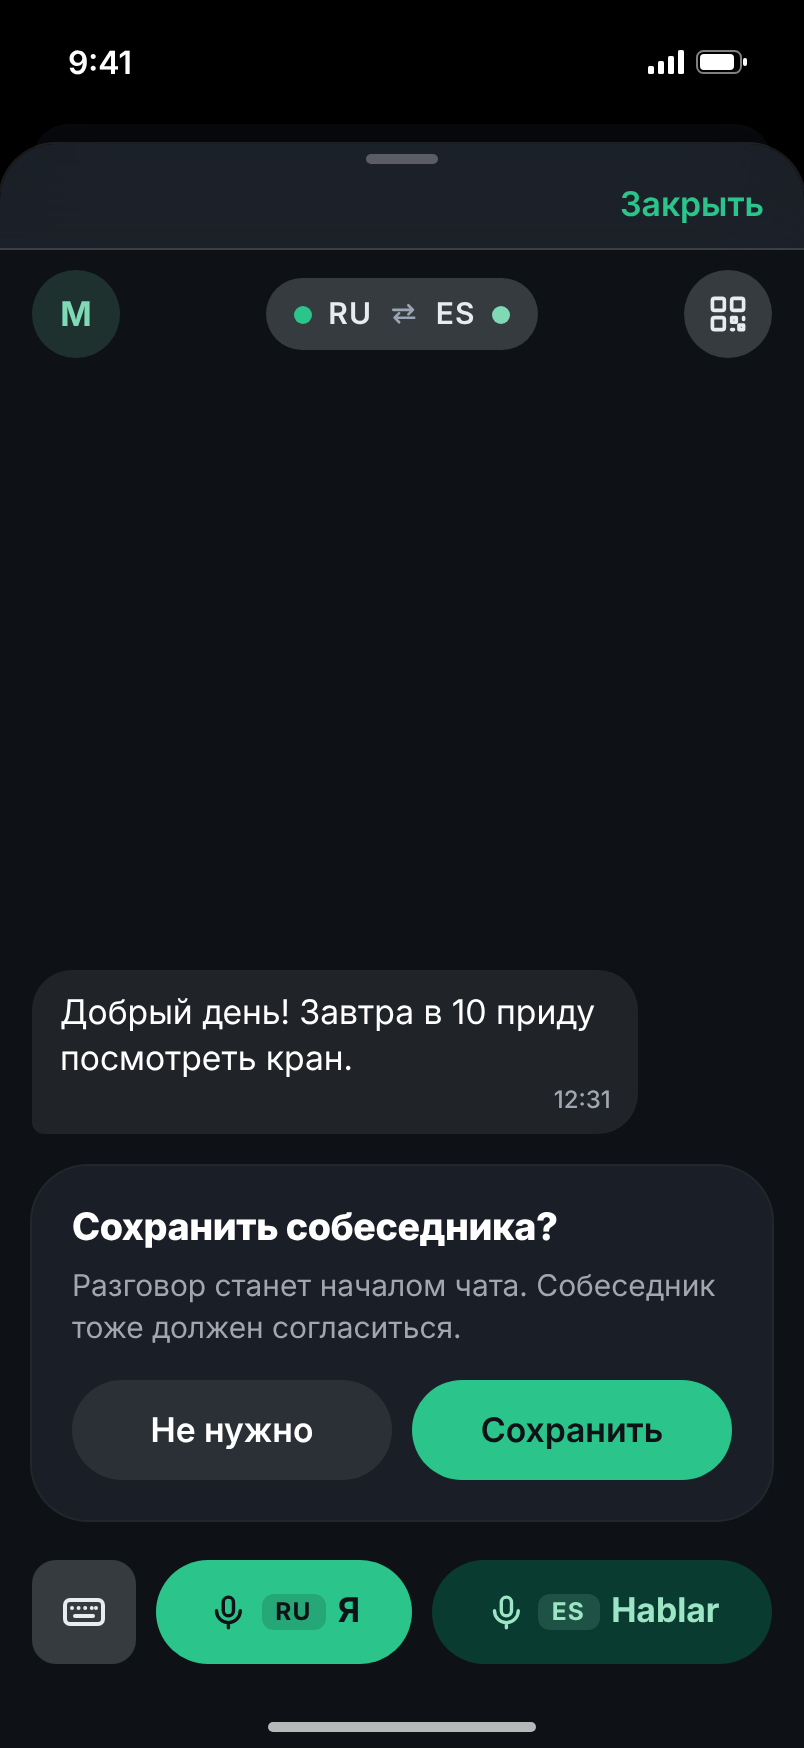 9:41
Закрыть
M
RU ⇄ ES
Добрый день! Завтра в 10 приду
посмотреть кран.
12:31
Сохранить собеседника?
Разговор станет началом чата. Собеседник
тоже должен согласиться.
Не нужно
Сохранить
RU Я
ES Hablar